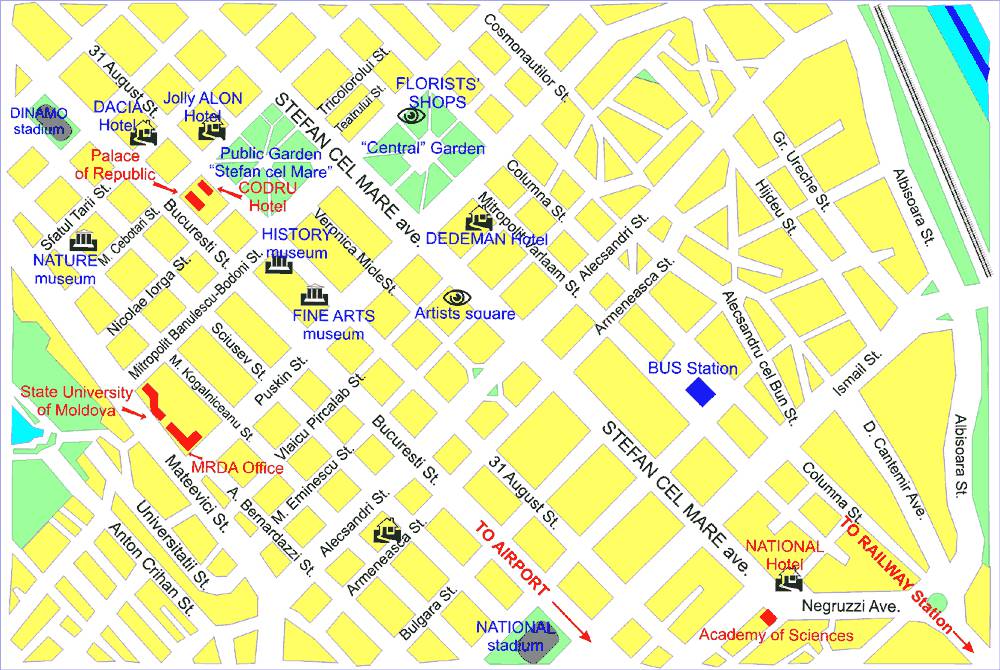 Cosmonautilor St.
31 August St.
Tricolorului St.
Teatrului St.
STEFAN CEL MARE ave.
FLORISTS'
SHOPS
Jolly ALON
Hotel
DACIA
Hotel
DINAMO
stadium
Public Garden
"Stefan cel Mare"
"Central" Garden
Palace
of Republic
CODRU
Hotel
Columna St.
Mitropolit Varlaam St.
DEDEMAN Hotel
Alecsandri St.
Armeneasca St.
Gr. Ureche St.
Hijdeu St.
Albisoara St.
Sfatul Tarii St.
M. Cebotari St.
Bucuresti St.
Veronica Micle St.
HISTORY
museum
NATURE
museum
Nicolae Iorga St.
Mitropolit Banulescu-Bodoni St.
FINE ARTS
museum
Artists square
Alecsandru cel Bun St.
BUS Station
Ismail St.
Sciusev St.
M. Kogalniceanu St.
Puskin St.
Vlaicu Pircalab St.
State University
of Moldova
MRDA Office
Bucuresti St.
STEFAN CEL MARE ave.
D. Cantemir Ave.
Albisoara St.
Mateevici St.
A. Bernardazzi St.
M. Eminescu St.
31 August St.
Columna St.
Universitatii St.
Anton Crihan St.
Alecsandri St.
Armeneasca St.
Bulgara St.
TO AIRPORT
NATIONAL
stadium
NATIONAL
Hotel
TO RAILWAY Station
Negruzzi Ave.
Academy of Sciences